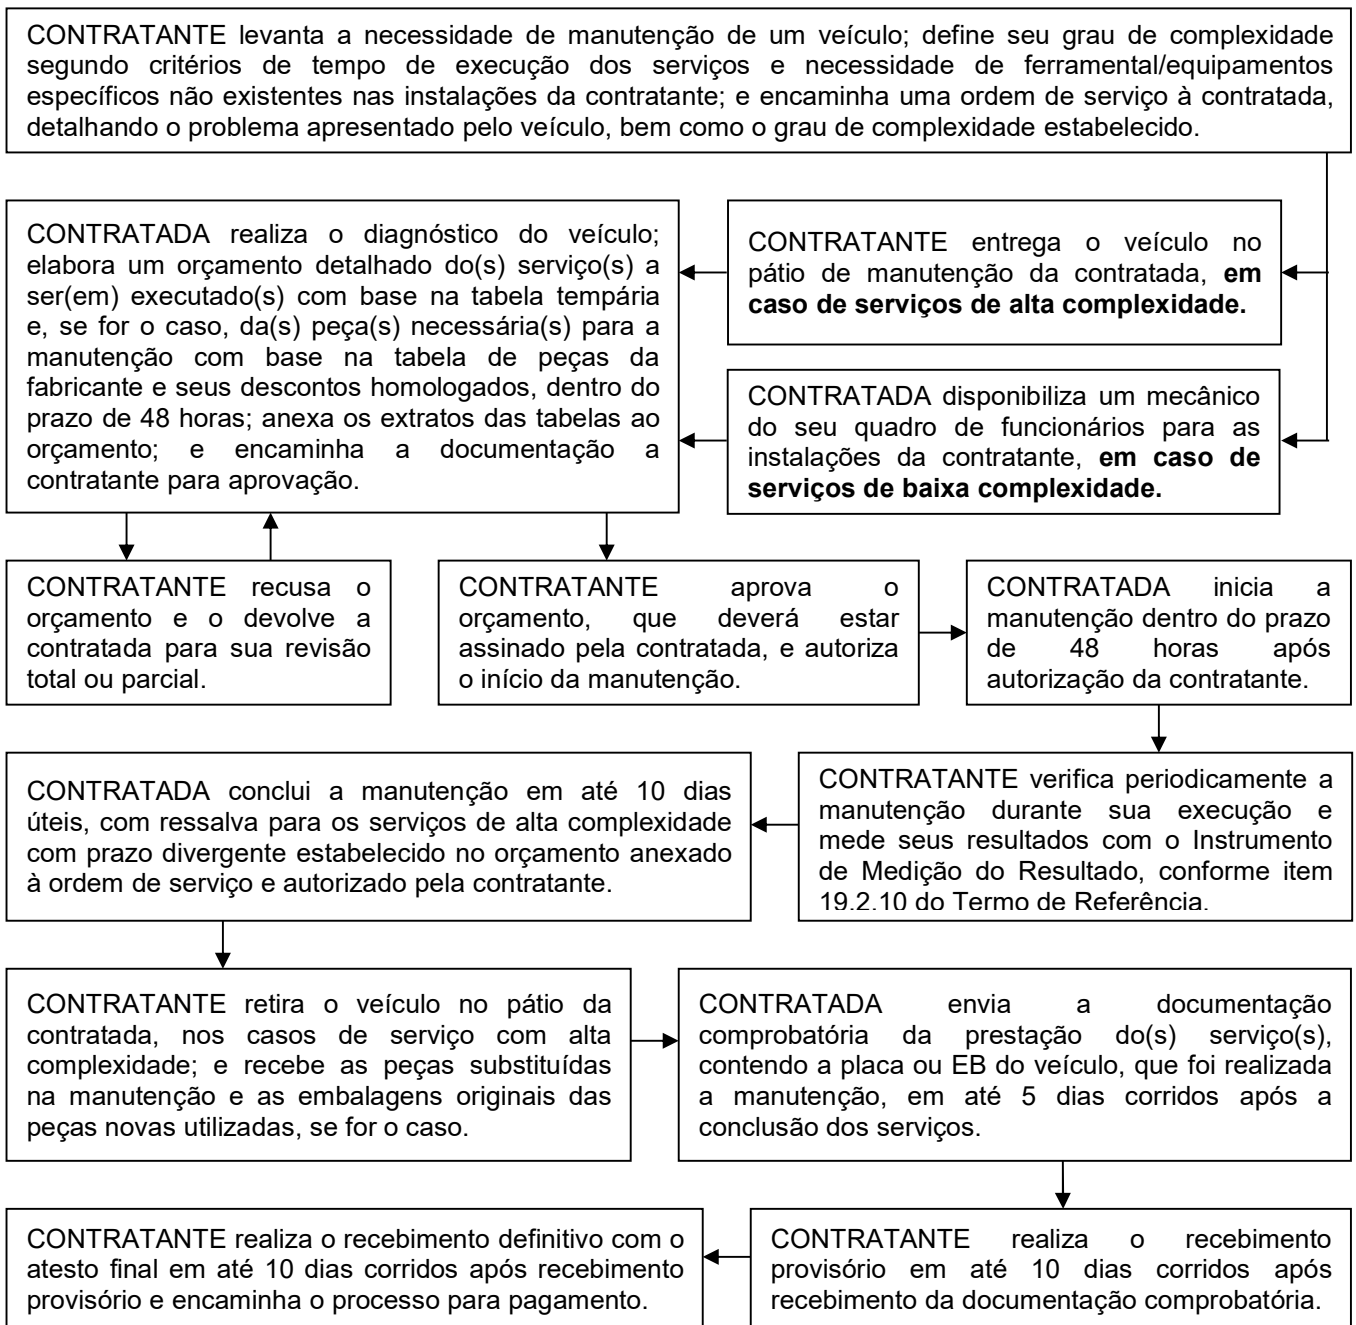 CONTRATANTE levanta a necessidade de manutenção de um veículo; define seu grau de complexidade
segundo critérios de tempo de execução dos serviços e necessidade de ferramental/equipamentos
específicos não existentes nas instalações da contratante; e encaminha uma ordem de serviço à contratada,
detalhando o problema apresentado pelo veículo, bem como o grau de complexidade estabelecido.
CONTRATANTE entrega o veículo no
pátio de manutenção da contratada, em
caso de serviços de alta complexidade.
CONTRATADA disponibiliza um mecânico
do seu quadro de funcionários para as
instalações da contratante, em caso de
serviços de baixa complexidade.
CONTRATADA realiza o diagnóstico do veículo;
elabora um orçamento detalhado do(s) serviço(s) a
ser(em) executado(s) com base na tabela tempária
e, se for o caso, da(s) peça(s) necessária(s) para a
manutenção com base na tabela de peças da
fabricante e seus descontos homologados, dentro do
prazo de 48 horas; anexa os extratos das tabelas ao
orçamento; e encaminha a documentação a
contratante para aprovação.
CONTRATANTE recusa o
orçamento e o devolve a
contratada para sua revisão
total ou parcial.
CONTRATANTE aprova o
orçamento, que deverá estar
assinado pela contratada, e autoriza
o início da manutenção.
CONTRATADA inicia a
manutenção dentro do prazo
de 48 horas após
autorização da contratante.
CONTRATANTE verifica periodicamente a
manutenção durante sua execução e
mede seus resultados com o Instrumento
de Medição do Resultado, conforme item
19.2.10 do Termo de Referência.
CONTRATADA conclui a manutenção em até 10 dias
úteis, com ressalva para os serviços de alta complexidade
com prazo divergente estabelecido no orçamento anexado
à ordem de serviço e autorizado pela contratante.
CONTRATANTE retira o veículo no pátio da
contratada, nos casos de serviço com alta
complexidade; e recebe as peças substituídas
na manutenção e as embalagens originais das
peças novas utilizadas, se for o caso.
CONTRATADA envia a documentação
comprobatória da prestação do(s) serviço(s),
contendo a placa ou EB do veículo, que foi realizada
a manutenção, em até 5 dias corridos após a
conclusão dos serviços.
CONTRATANTE realiza o recebimento
provisório em até 10 dias corridos após
recebimento da documentação comprobatória.
CONTRATANTE realiza o recebimento definitivo com o
atesto final em até 10 dias corridos após recebimento
provisório e encaminha o processo para pagamento.